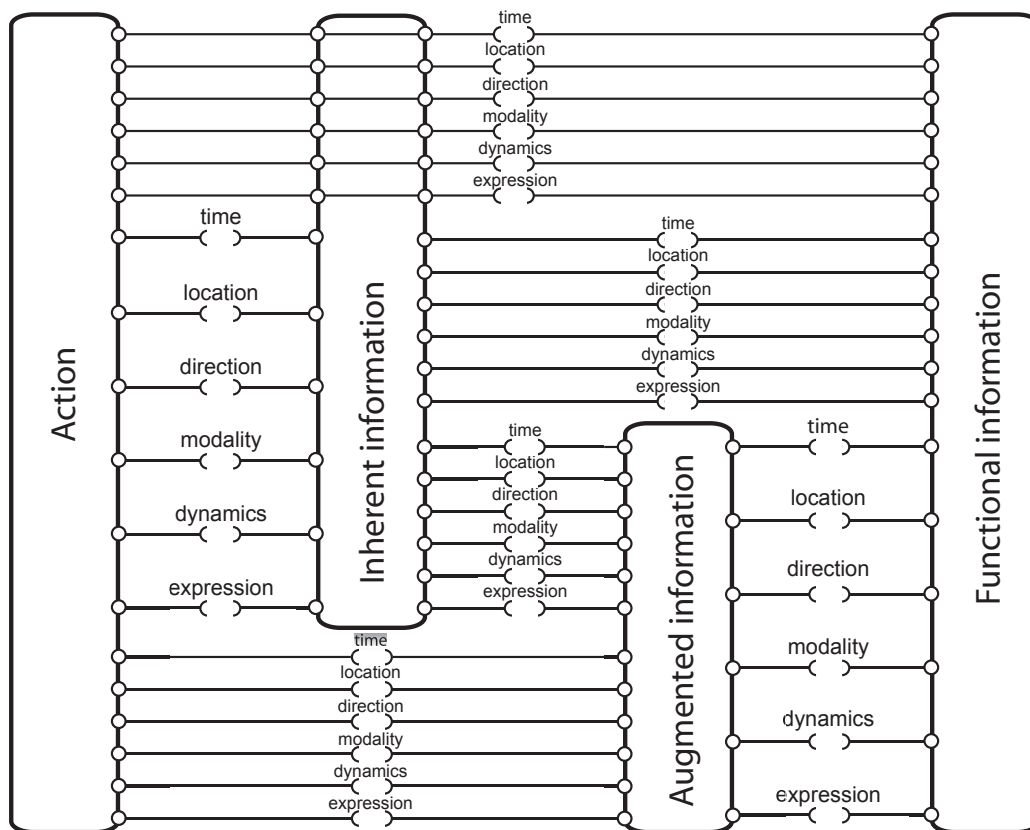 time
location
direction
modality
dynamics
expression
time
location
direction
modality
dynamics
expression
time
location
direction
modality
dynamics
expression
time
location
direction
modality
dynamics
expression
time
location
direction
modality
dynamics
expression
time
location
direction
modality
dynamics
expression
Action
Inherent information
Augmented information
Functional information